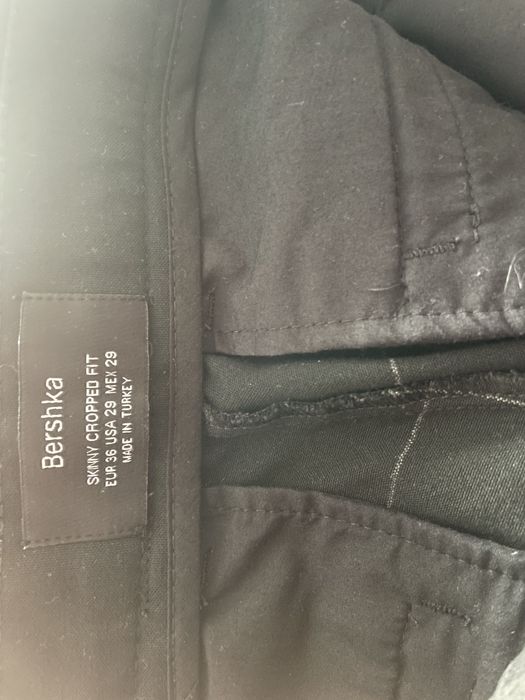 Bershka
SKINNY CROPPED FIT
EUR 36 USA 29 MEX 29
MADE IN TURKEY